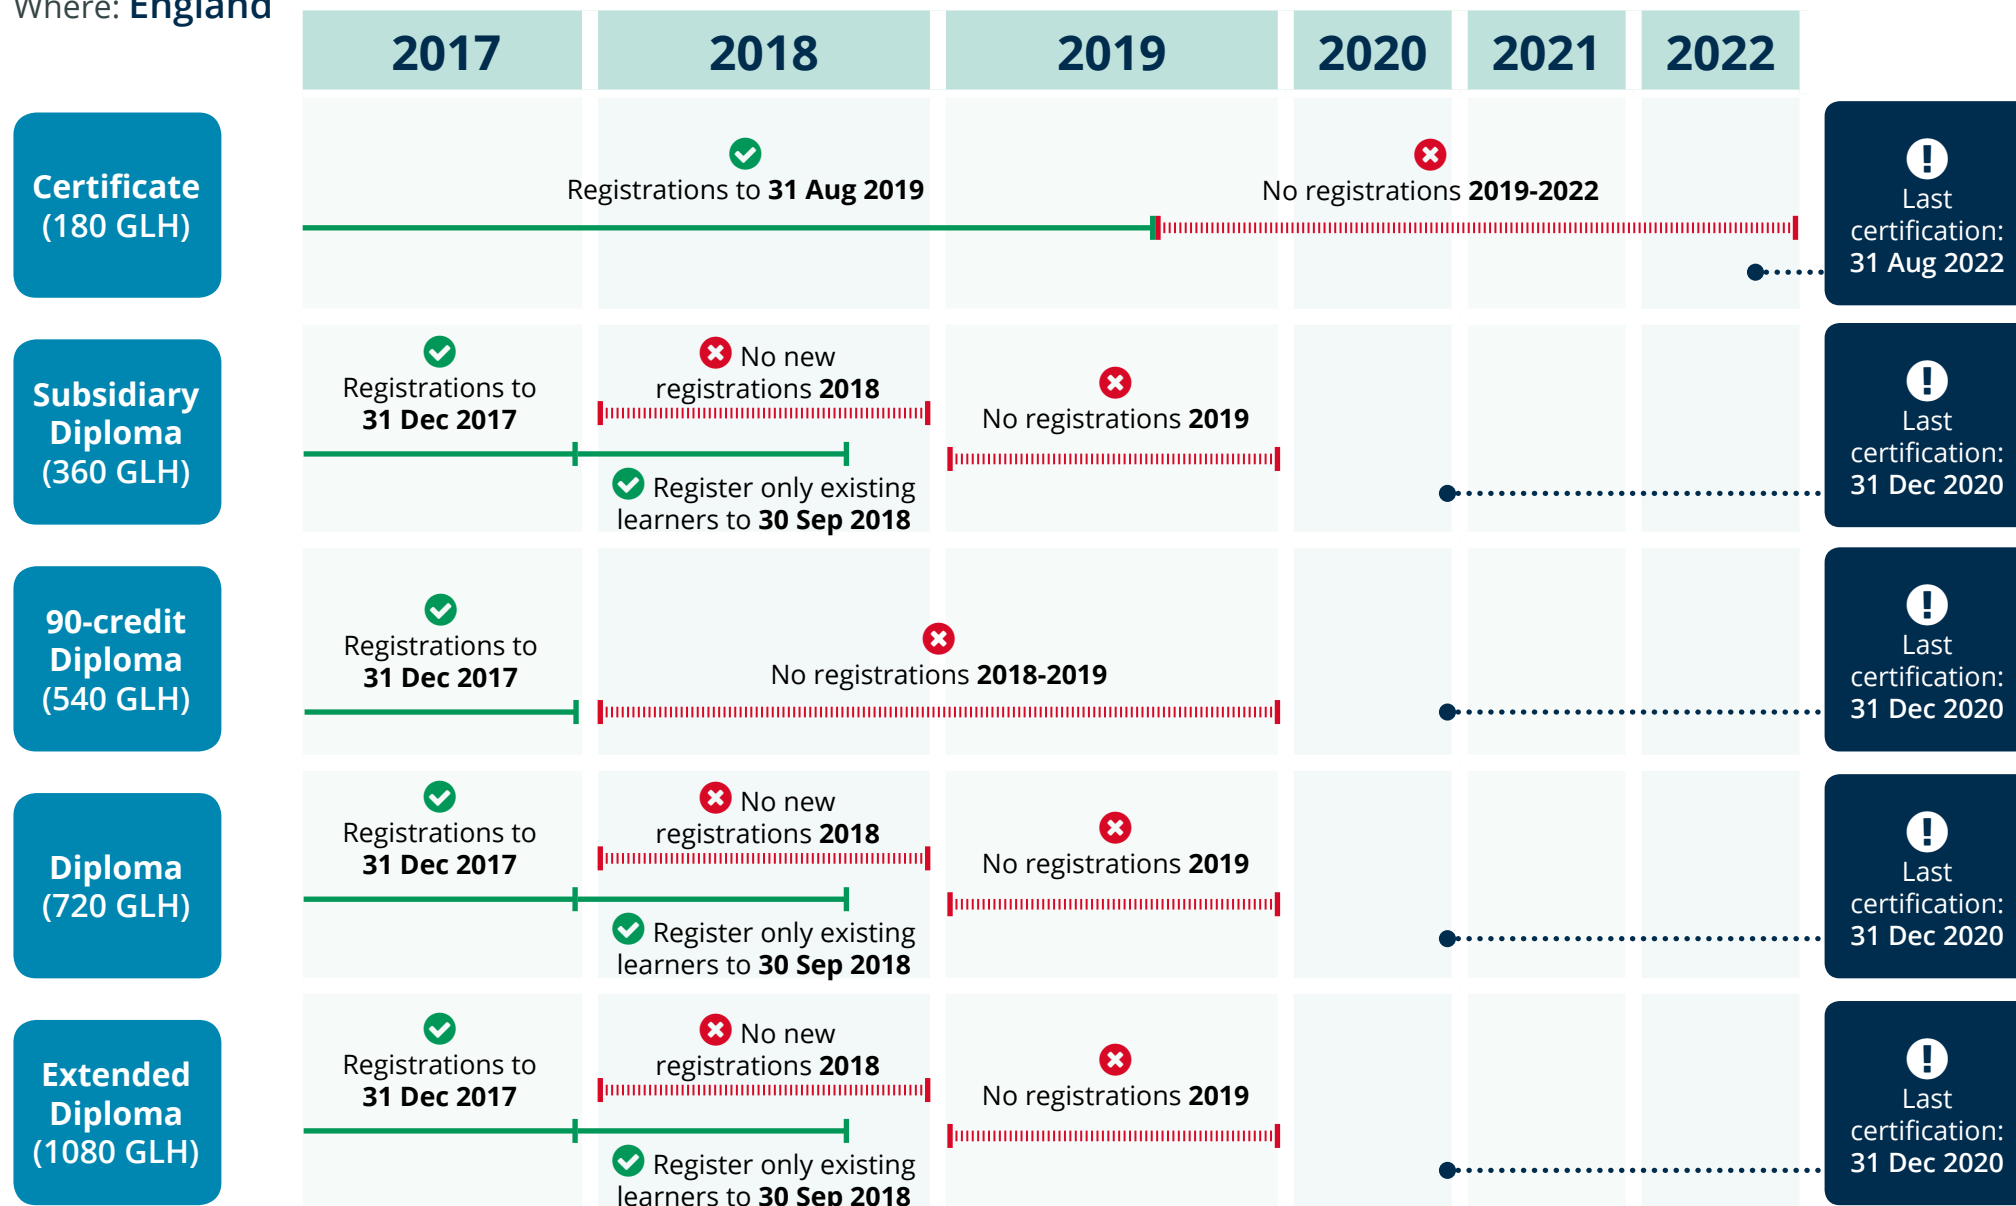 Where: England
2017 2018 2019 2020 2021 2022
Certificate
(180 GLH)
Registrations to 31 Aug 2019
No registrations 2019-2022
Last
certification:
31 Aug 2022
Subsidiary
Diploma
(360 GLH)
Registrations to
31 Dec 2017
No new
registrations 2018
Register only existing
learners to 30 Sep 2018
No registrations 2019
Last
certification:
31 Dec 2020
90-credit
Diploma
(540 GLH)
Registrations to
31 Dec 2017
No registrations 2018-2019
Last
certification:
31 Dec 2020
Diploma
(720 GLH)
Registrations to
31 Dec 2017
No new
registrations 2018
Register only existing
learners to 30 Sep 2018
No registrations 2019
Last
certification:
31 Dec 2020
Extended
Diploma
(1080 GLH)
Registrations to
31 Dec 2017
No new
registrations 2018
Register only existing
learners to 30 Sep 2018
No registrations 2019
Last
certification:
31 Dec 2020